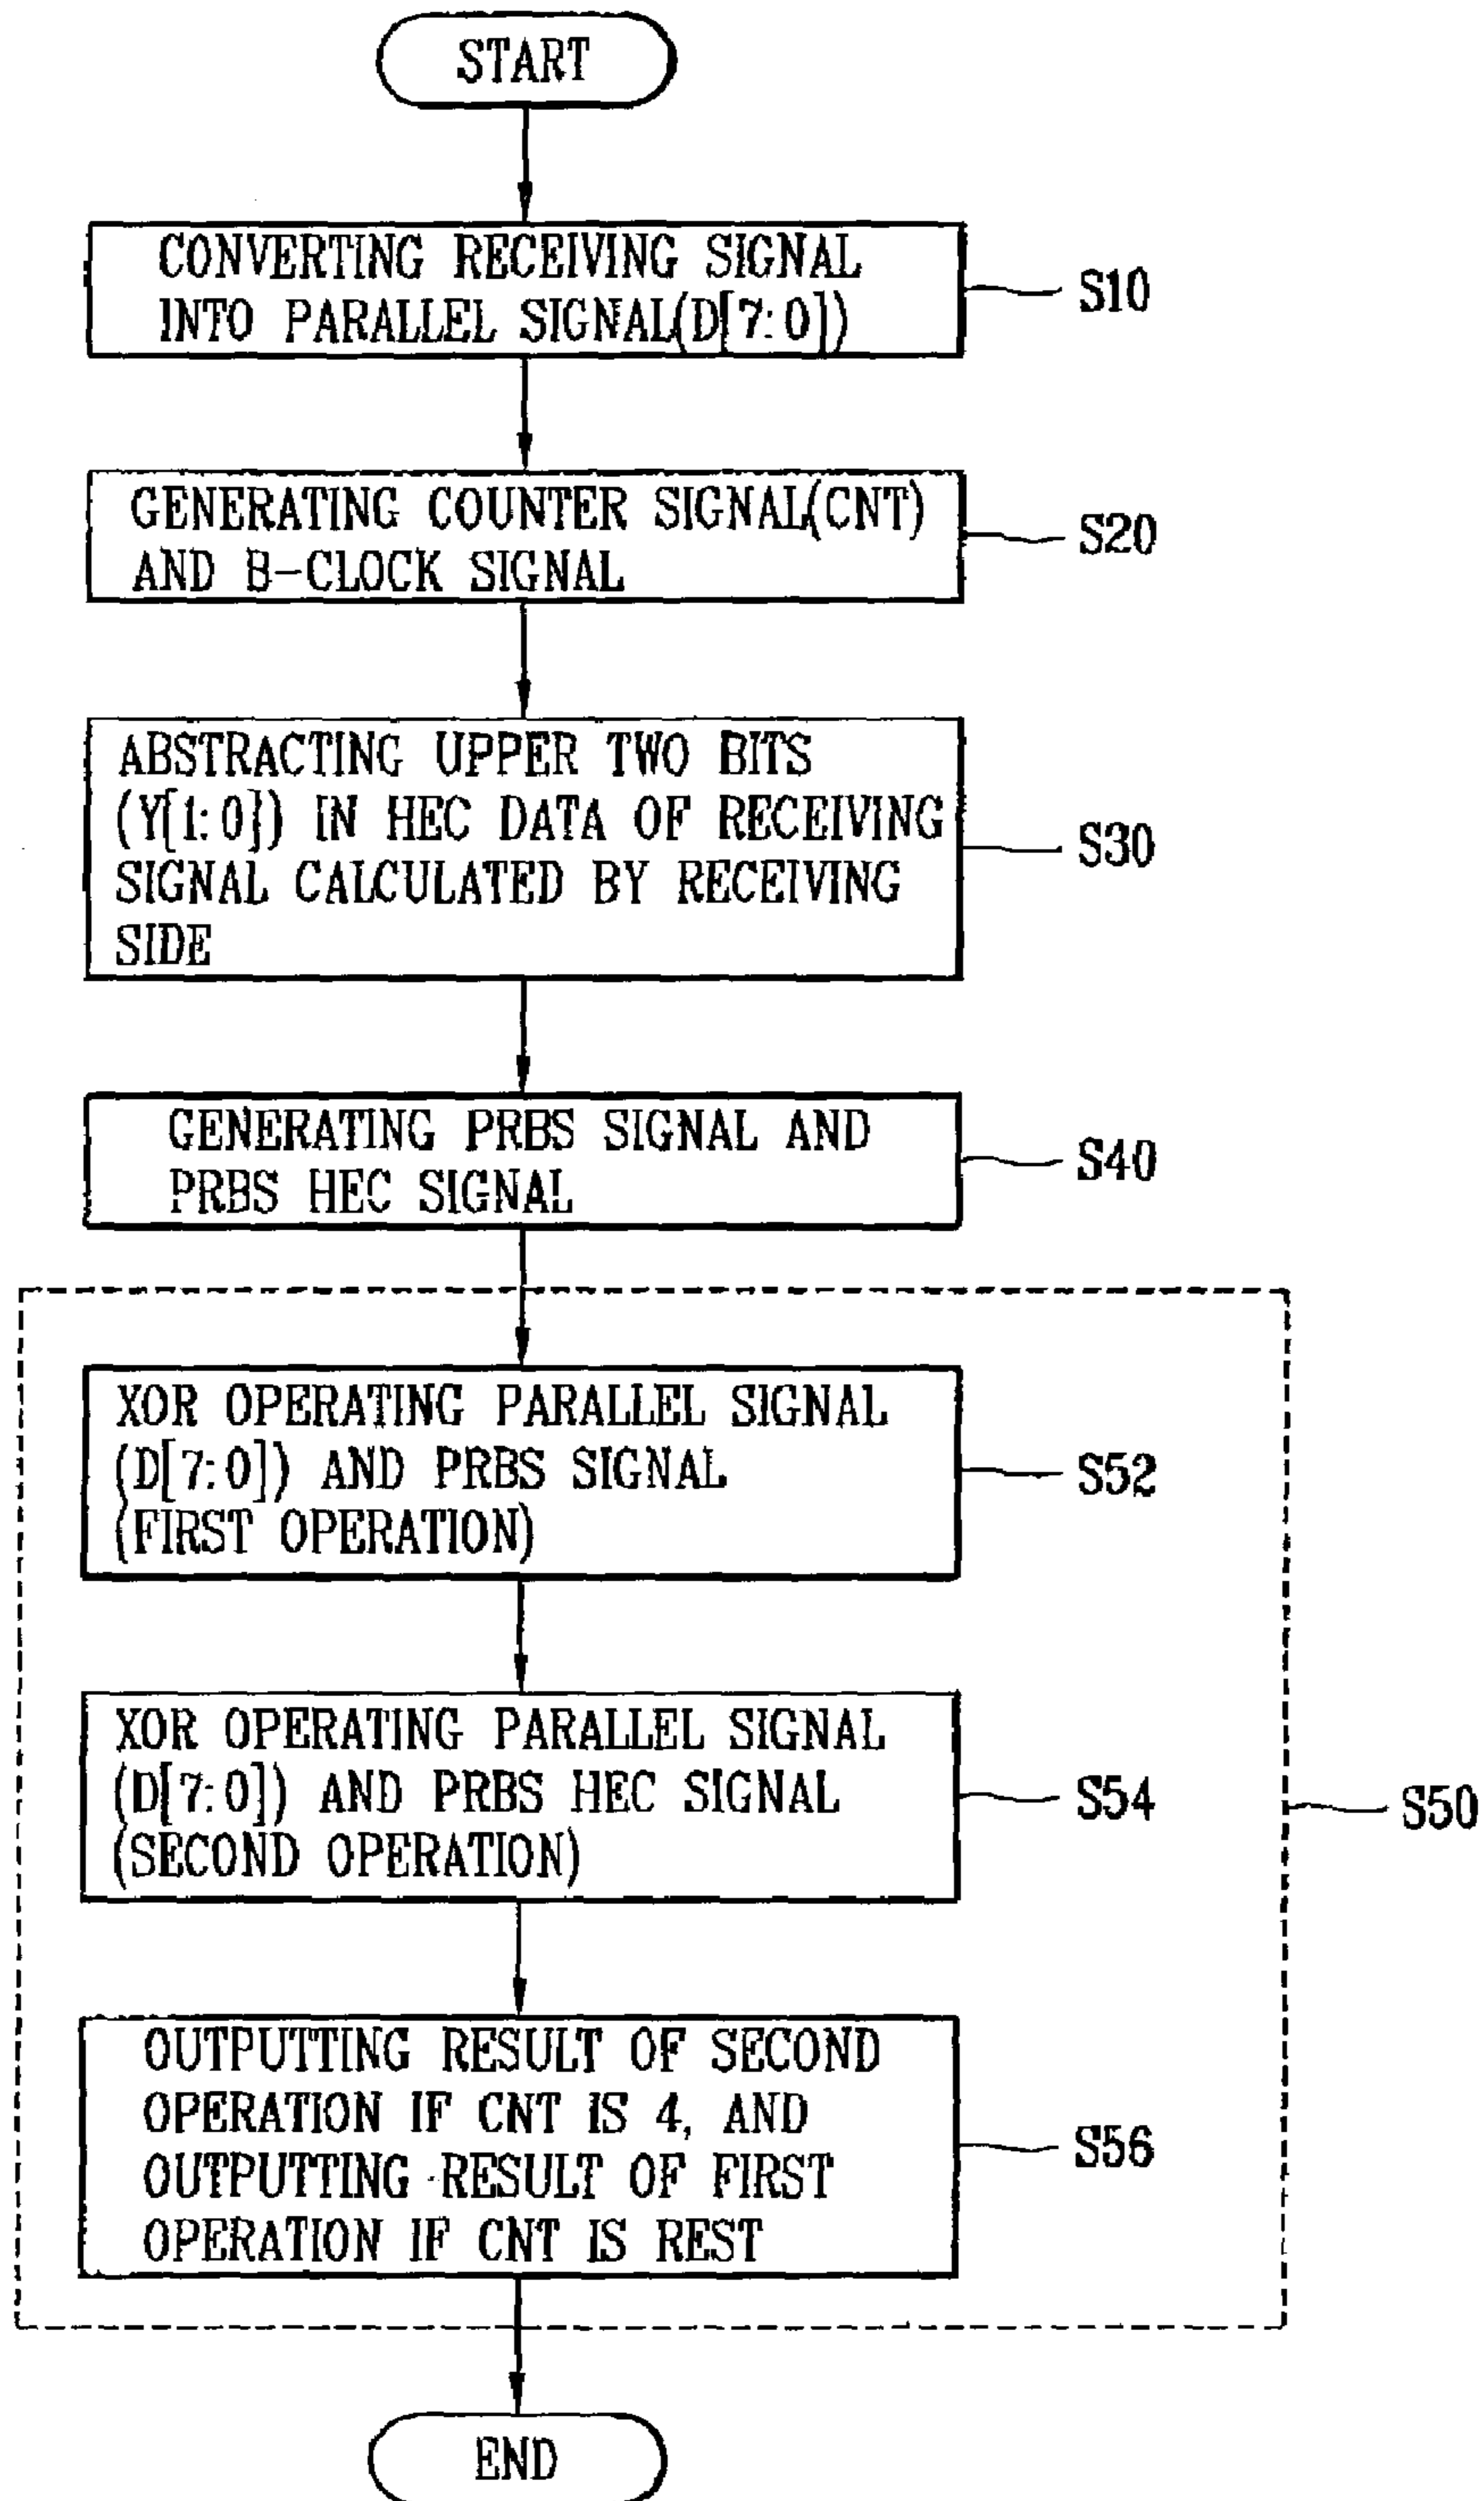 START
CONVERTING RECEIVING SIGNAL
INTO PARALLEL SIGNAL(D[7:0])
S10
GENERATING COUNTER SIGNAL(CNT)
AND B-CLOCK SIGNAL
S20
ABSTRACTING UPPER TWO BITS
(Y[1:0]) IN HEC DATA OF RECEIVING
SIGNAL CALCULATED BY RECEIVING
SIDE
S30
GENERATING PRBS SIGNAL AND
PRBS HEC SIGNAL
S40
XOR OPERATING PARALLEL SIGNAL
(D[7:0]) AND PRBS SIGNAL
(FIRST OPERATION)
S52
XOR OPERATING PARALLEL SIGNAL
(D[7:0]) AND PRBS HEC SIGNAL
(SECOND OPERATION)
S54
S50
OUTPUTTING RESULT OF SECOND
OPERATION IF CNT IS 4, AND
OUTPUTTING RESULT OF FIRST
OPERATION IF CNT IS REST
S56
END